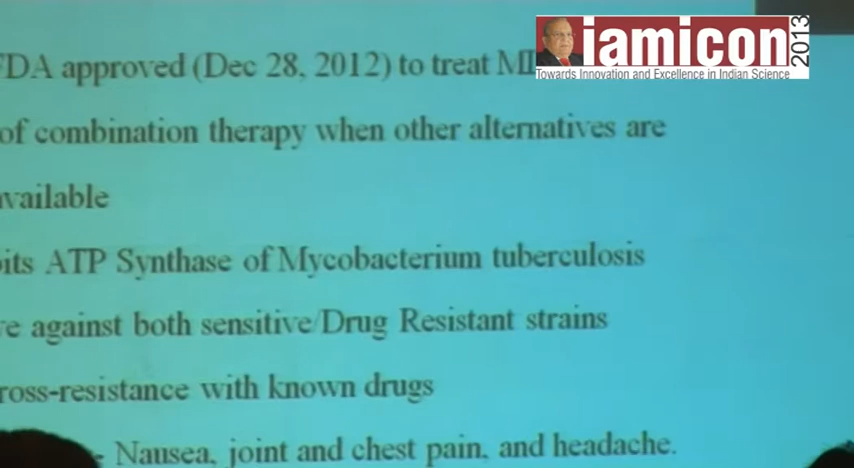 iamicon
2013
Towards Innovation and Excellence in Indian Science
FDA approved (Dec 28, 2012) to treat
of combination therapy when other alternatives are
available
ATP Synthase of Mycobacterium tuberculosis
against both sensitive/Drug Resistant strains
ross-resistance with known drugs
- Nausea, joint and chest pain, and headache.